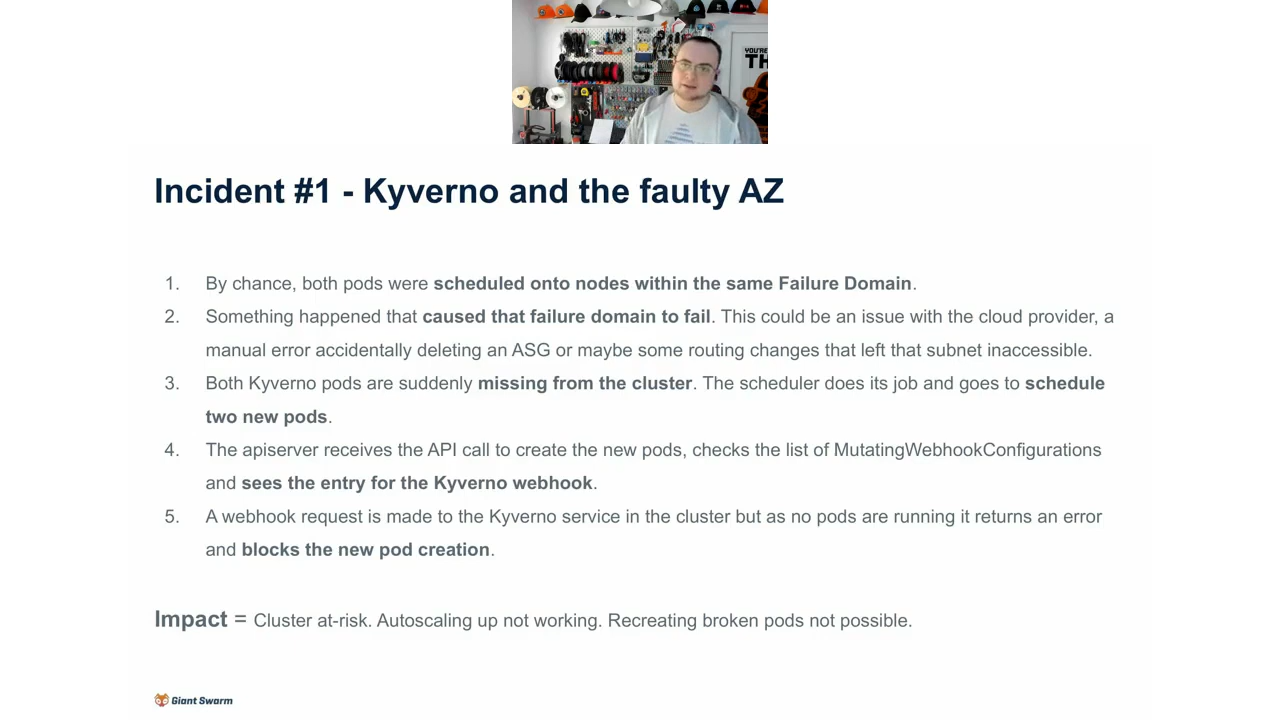 YOU'RE
TH
Incident #1 - Kyverno and the faulty AZ
1. By chance, both pods were scheduled onto nodes within the same Failure Domain.
2. Something happened that caused that failure domain to fail. This could be an issue with the cloud provider, a
manual error accidentally deleting an ASG or maybe some routing changes that left that subnet inaccessible.
3. Both Kyverno pods are suddenly missing from the cluster. The scheduler does its job and goes to schedule
two new pods.
4. The apiserver receives the API call to create the new pods, checks the list of MutatingWebhookConfigurations
and sees the entry for the Kyverno webhook.
5. A webhook request is made to the Kyverno service in the cluster but as no pods are running it returns an error
and blocks the new pod creation.
Impact = Cluster at-risk. Autoscaling up not working. Recreating broken pods not possible.
Giant Swarm